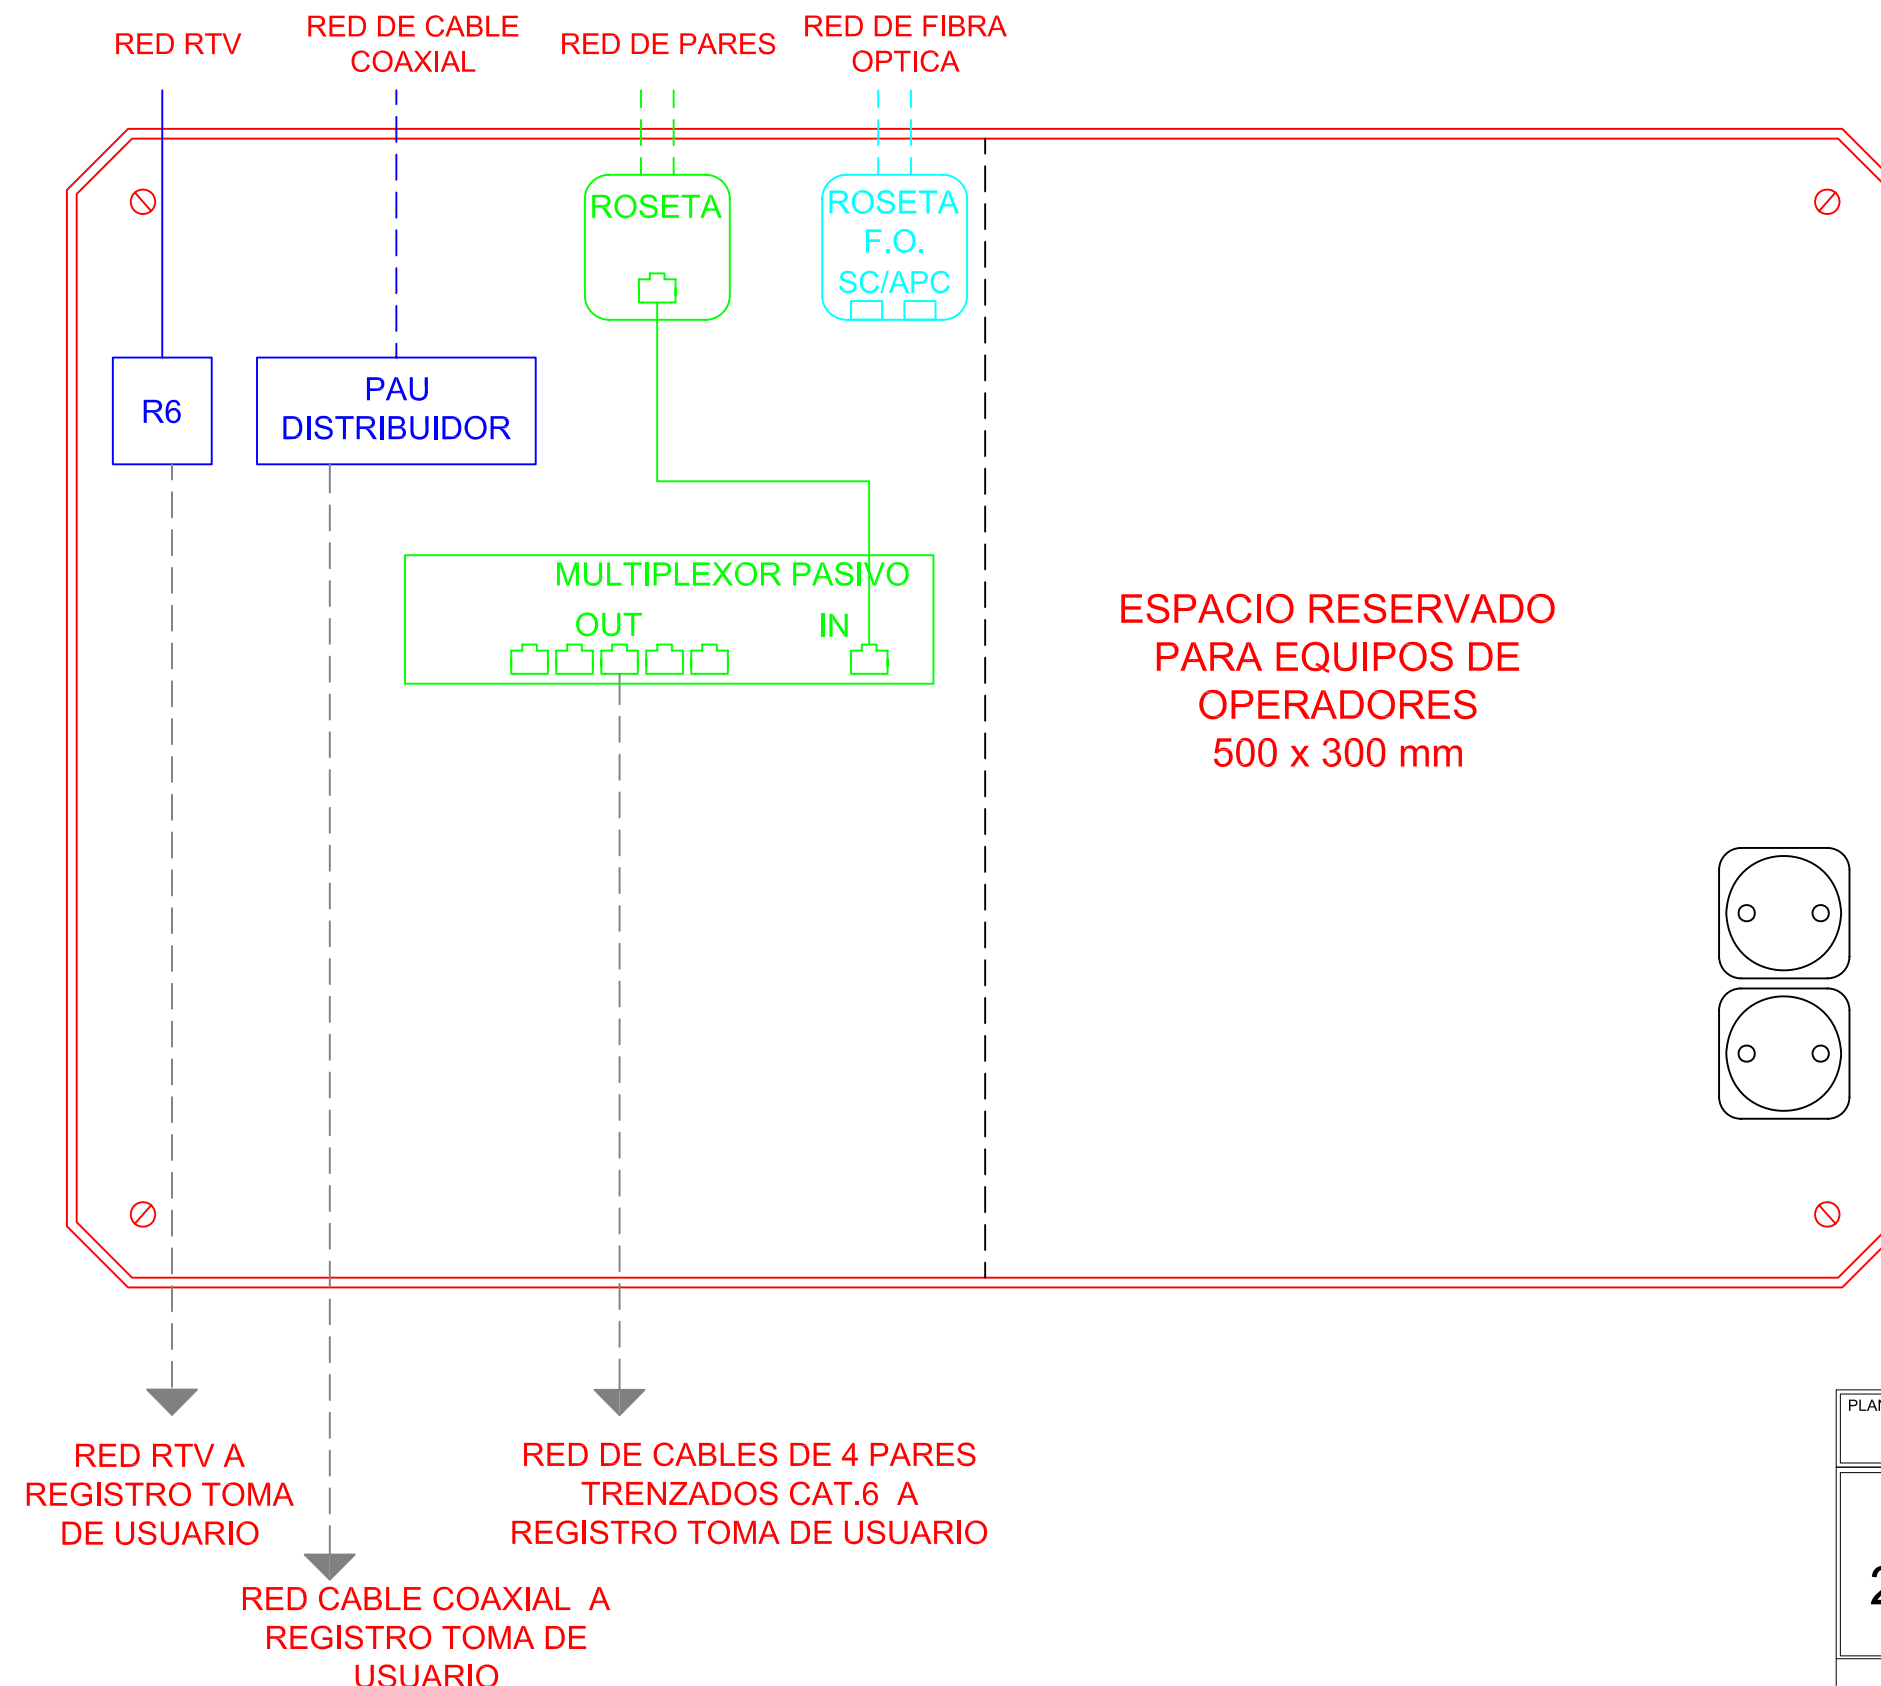 RED RTV
RED DE CABLE
COAXIAL
RED DE PARES
RED DE FIBRA
OPTICA
ROSETA
ROSETA
F.O.
SC/APC
R6
PAU
DISTRIBUIDOR
MULTIPLEXOR PASIVO
OUT
IN
ESPACIO RESERVADO
PARA EQUIPOS DE
OPERADORES
500 x 300 mm
RED RTV A
REGISTRO TOMA
DE USUARIO
RED DE CABLES DE 4 PARES
TRENZADOS CAT.6 A
REGISTRO TOMA DE USUARIO
RED CABLE COAXIAL A
REGISTRO TOMA DE
USUARIO